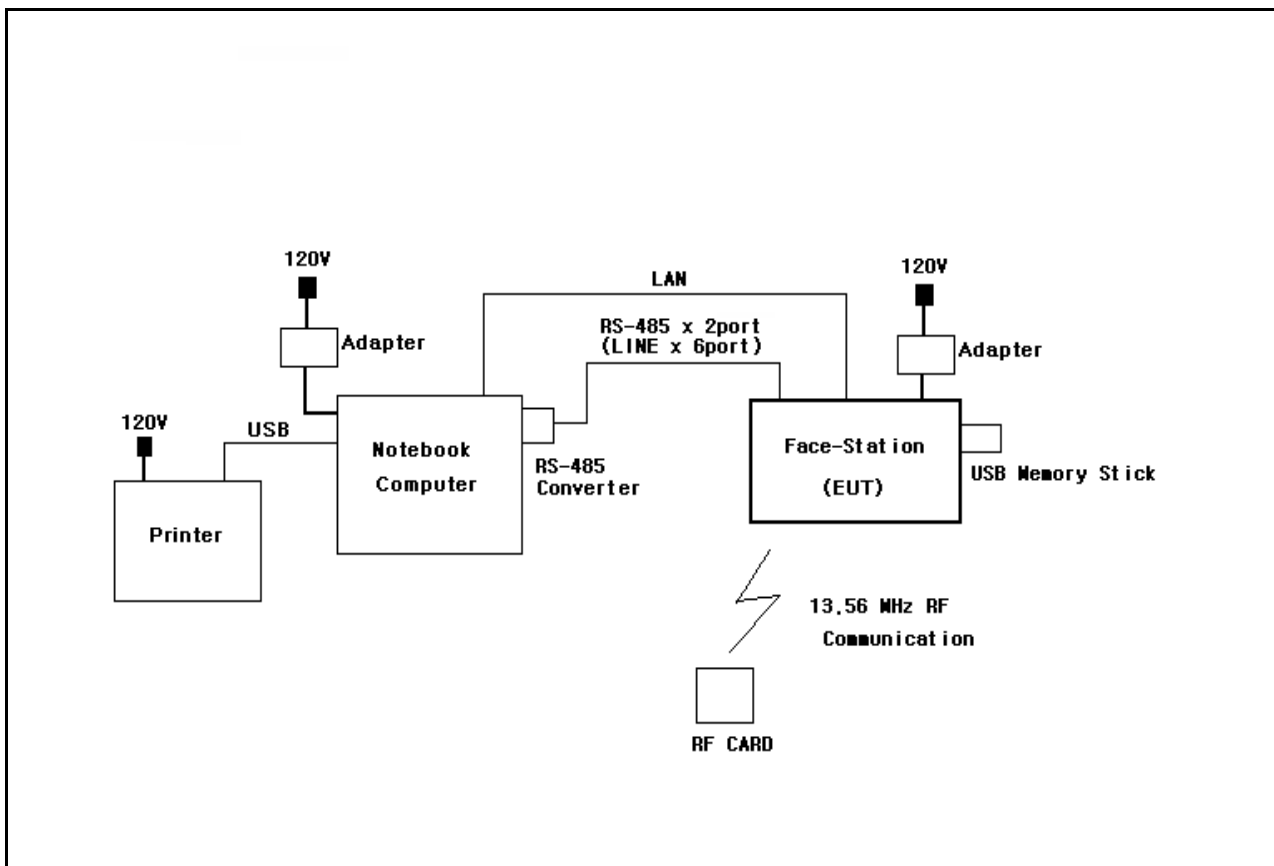 120V
LAN
120V
RS-485 x 2port
(LINE x 6port)
Adapter
Adapter
120V
USB
Notebook
Computer
RS-485
Converter
Face-Station
(EUT)
USB Memory Stick
Printer
13.56 MHz RF
Communication
RF CARD